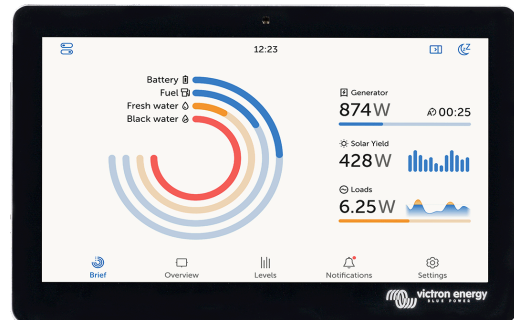 12:23
Battery
Fuel
Fresh water
Black water
Generator
874W 00:25
Solar Yield
428W
Loads
6.25W
Brief
Overview
Levels
Notifications
Settings
victron energy
BLUE POWER